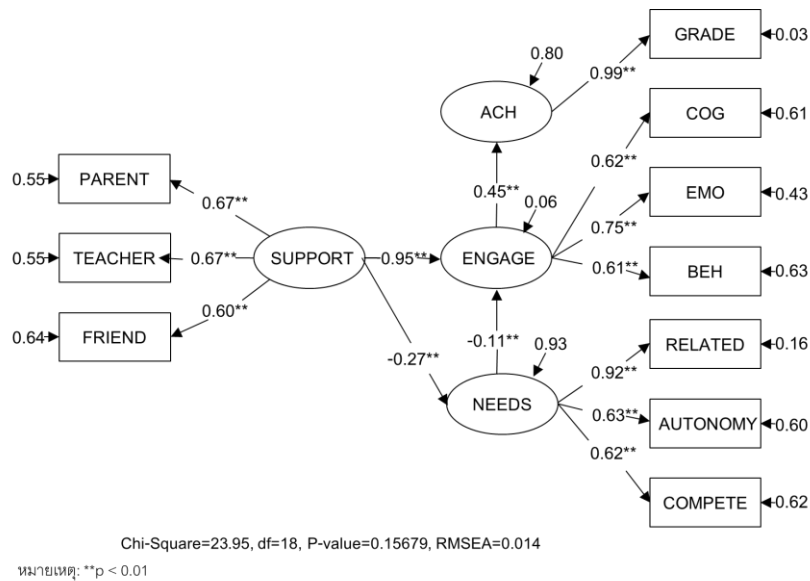 GRADE 0.03
0.80
0.99**
ACH
COG 0.61
0.62**
0.55 PARENT
0.45** 0.06
EMO 0.43
0.67**
0.75**
0.55 TEACHER 0.67** SUPPORT 0.95** ENGAGE
0.61** BEH 0.63
0.60**
0.64 FRIEND
-0.11** 0.93
RELATED 0.16
-0.27**
0.92**
NEEDS
0.63** AUTONOMY 0.60
0.62**
COMPETE 0.62
Chi-Square=23.95, df=18, P-value=0.15679, RMSEA=0.014
หมายเหตุ: **p < 0.01